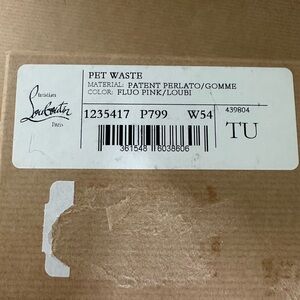 Christian
Louboutin
Paris
PET WASTE
MATERIAL: PATENT PERLATO/GOMME
COLOR: FLUO PINK/LOUBI
1235417 P799 W54
439804
TU
361548 6038606